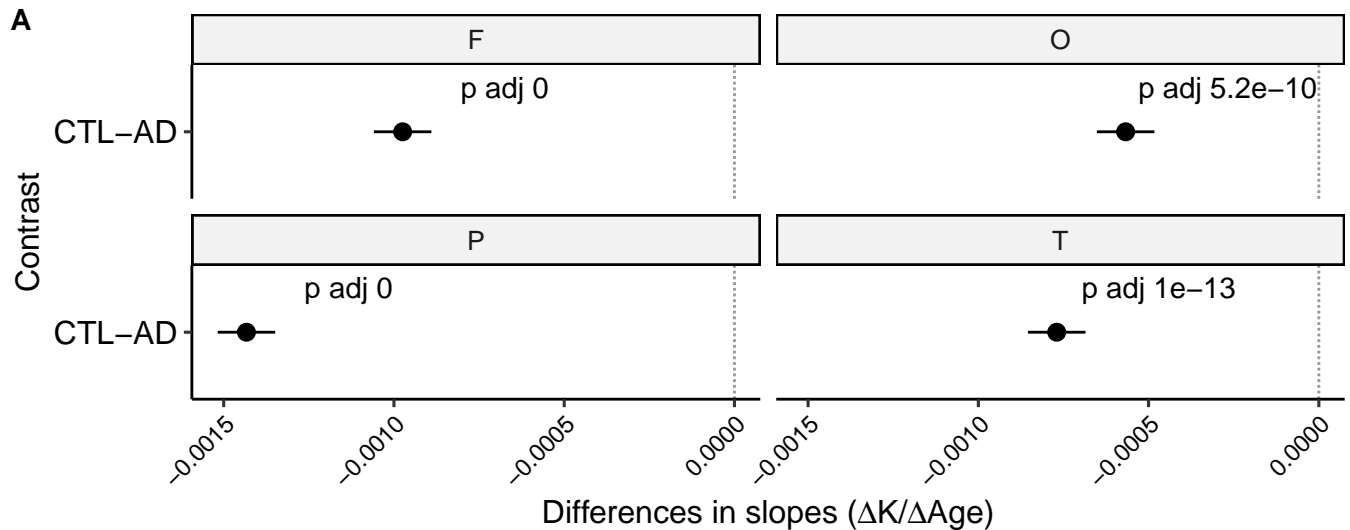 A
F
O
p adj 0
p adj 5.2e−10
CTL−AD
Contrast
P
T
p adj 0
p adj 1e−13
CTL−AD
−0.0015
−0.0010
−0.0005
0.0000
−0.0015
−0.0010
−0.0005
0.0000
Differences in slopes (ΔK/ΔAge)